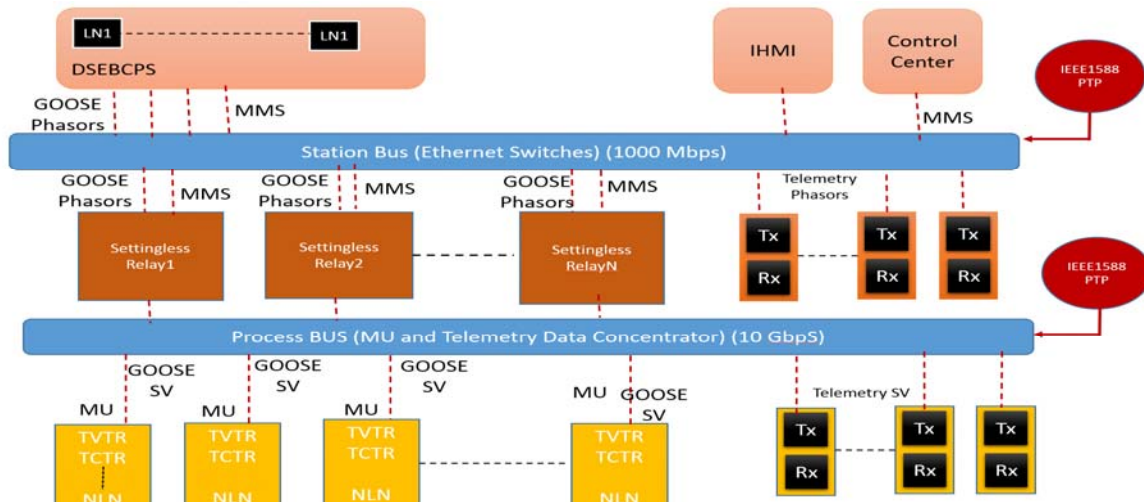 LN1
LN1
DSEBCPS
IHMI
Control
Center
IEEE1588
PTP
GOOSE
Phasors
MMS
MMS
Station Bus (Ethernet Switches) (1000 Mbps)
GOOSE
Phasors
MMS
GOOSE
Phasors
MMS
GOOSE
Phasors
MMS
Telemetry
Phasors
Settingless
Relay1
Settingless
Relay2
Settingless
RelayN
Tx
Rx
Tx
Rx
Tx
Rx
IEEE1588
PTP
Process BUS (MU and Telemetry Data Concentrator) (10 GbpS)
GOOSE
SV
GOOSE
SV
GOOSE
SV
GOOSE
SV
MU
MU
MU
MU
Telemetry SV
TVTR
TCTR
NLN
TVTR
TCTR
NLN
TVTR
TCTR
NLN
TVTR
TCTR
NLN
Tx
Rx
Tx
Rx
Tx
Rx